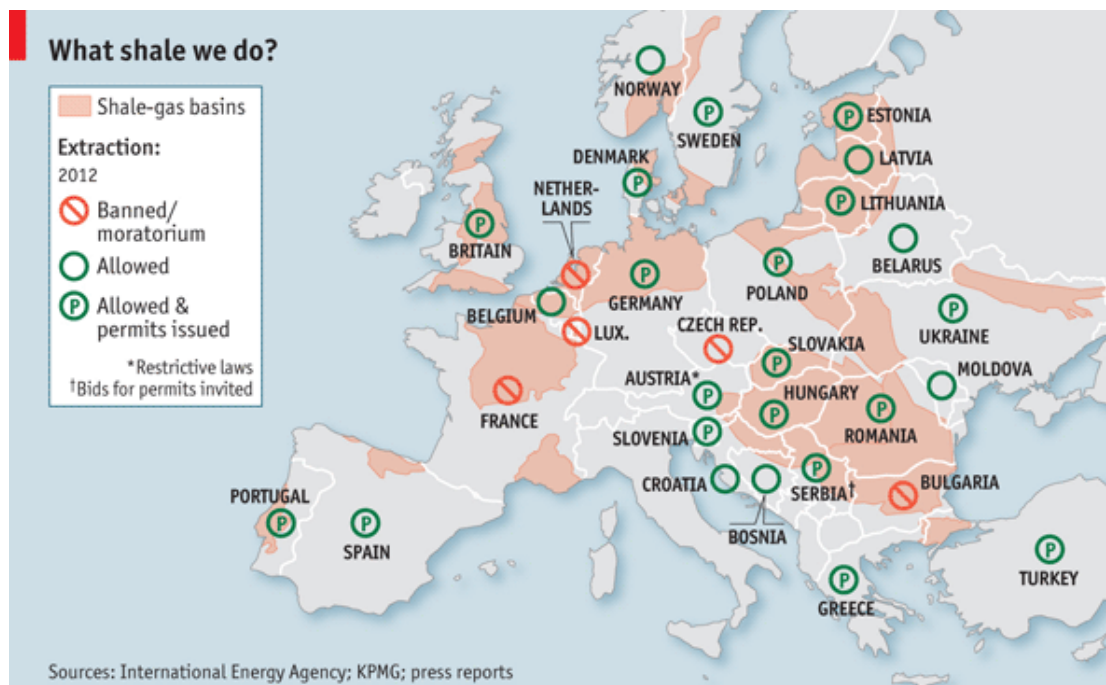 What shale we do?
Shale-gas basins
Extraction:
2012
Banned/
moratorium
Allowed
P
Allowed &
permits issued
*Restrictive laws
†Bids for permits invited
NORWAY
P
SWEDEN
P
ESTONIA
LATVIA
P
LITHUANIA
DENMARK
P
NETHER-
LANDS
P
BRITAIN
BELARUS
P
GERMANY
P
POLAND
BELGIUM
LUX.
CZECH REP.
P
UKRAINE
SLOVAKIA
P
MOLDOVA
AUSTRIA*
P
HUNGARY
P
P
ROMANIA
FRANCE
SLOVENIA
P
CROATIA
BOSNIA
P
SERBIA†
BULGARIA
PORTUGAL
P
P
SPAIN
P
GREECE
P
TURKEY
Sources: International Energy Agency; KPMG; press reports